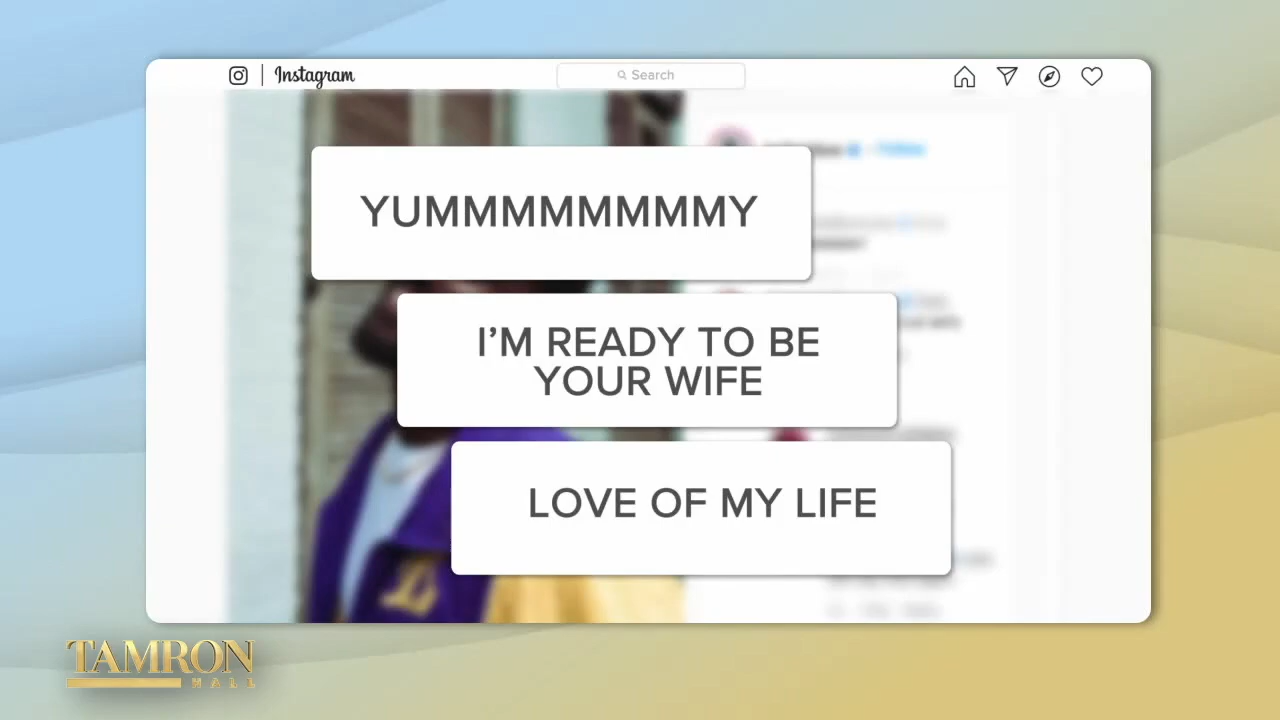 Instagram
Search
YUMMMMMMMMY
I'M READY TO BE
YOUR WIFE
LOVE OF MY LIFE
TAMRON
HALL